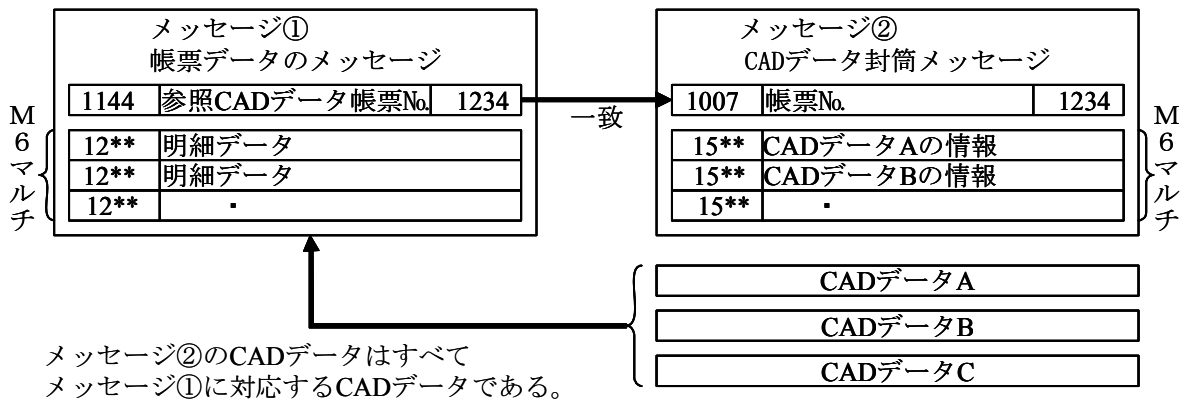 メッセージ①
帳票データのメッセージ
1144 参照CADデータ帳票№ 1234
M6マルチ
12** 明細データ
12** 明細データ
12** ・
一致
メッセージ②
CADデータ封筒メッセージ
1007 帳票№ 1234
15** CADデータAの情報
15** CADデータBの情報
15** ・
M6マルチ
CADデータA
CADデータB
CADデータC
メッセージ②のCADデータはすべて
メッセージ①に対応するCADデータである。